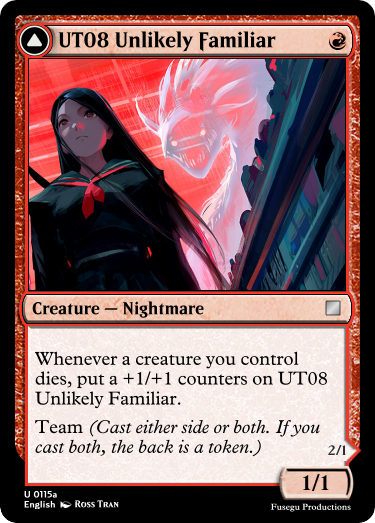 UT08 Unlikely Familiar
Creature — Nightmare
Whenever a creature you control
dies, put a +1/+1 counters on UT08
Unlikely Familiar.
Team (Cast either side or both. If you
cast both, the back is a token.)
2/1
1/1
U 0115a
English Ross Tran
Fusegu Productions